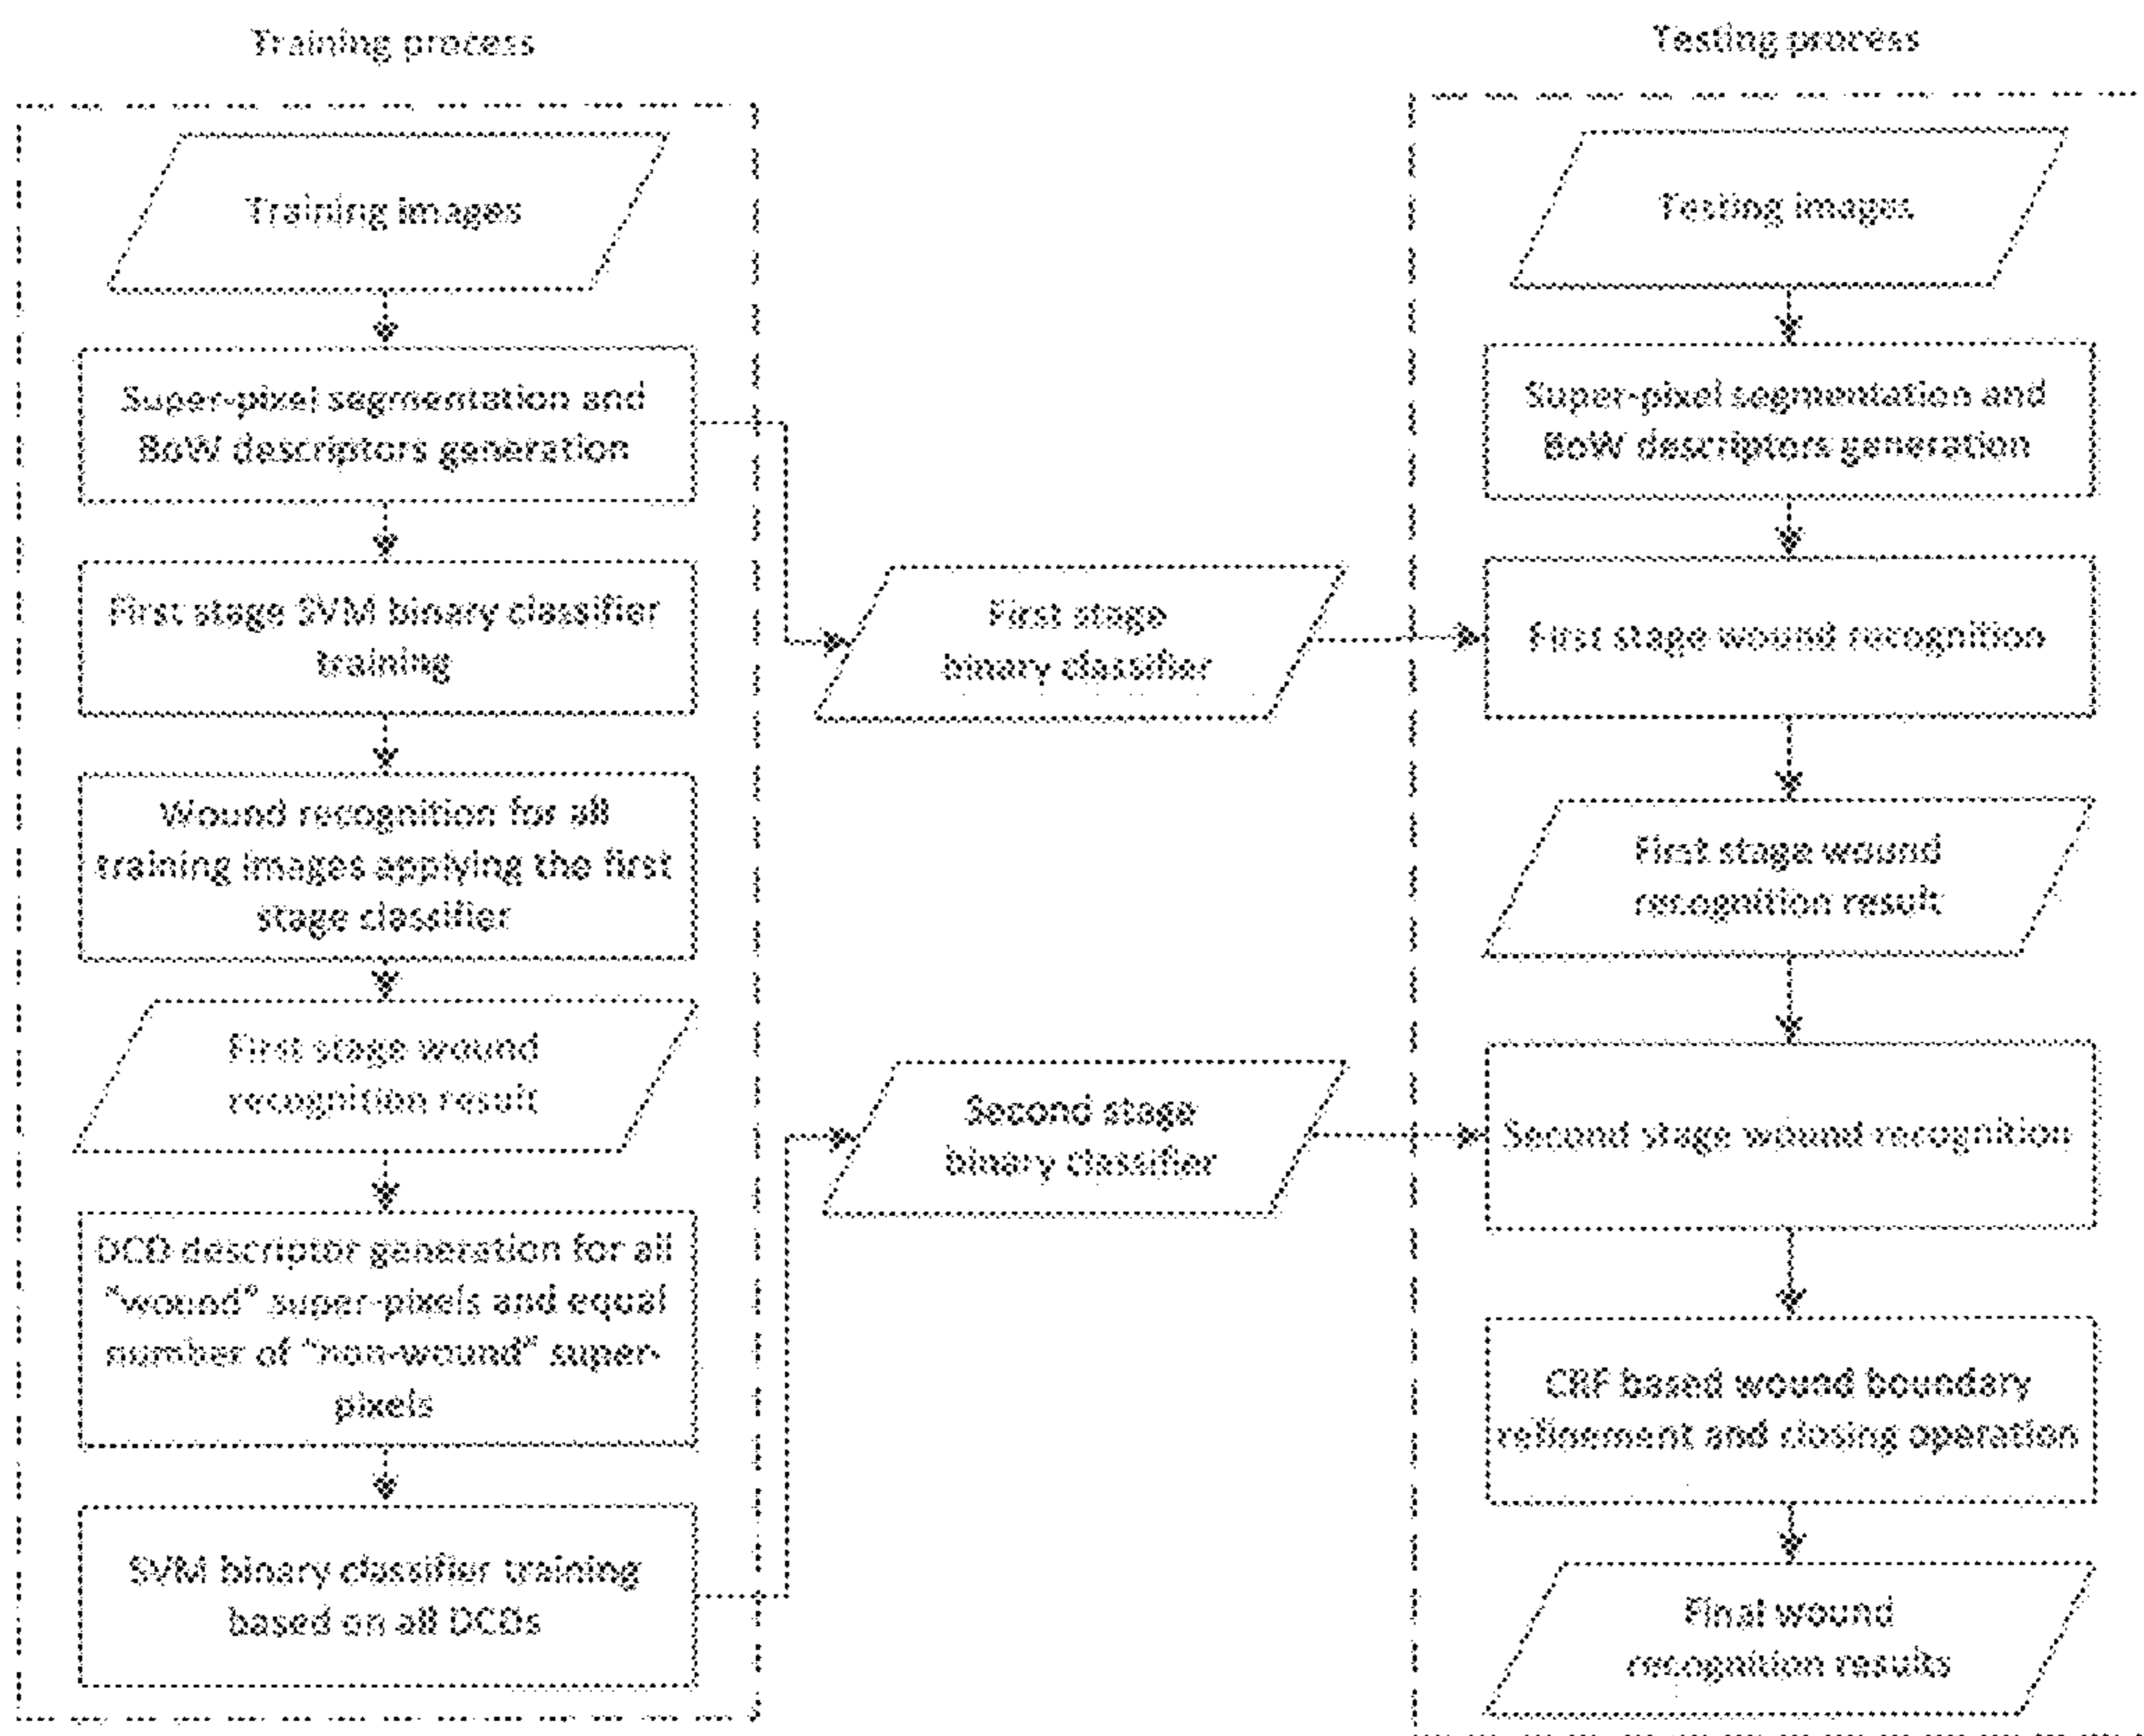 Training process
Training images
Super-pixel segmentation and
BoW descriptors generation
First stage SVM binary classifier
training
Wound recognition for all
training images applying the first
stage classifier
First stage wound
recognition result
DCD descriptor generation for all
"wound" super-pixels and equal
number of "non-wound" super-
pixels
SVM binary classifier training
based on all DCDs
First stage
binary classifier
Second stage
binary classifier
Testing process
Testing images
Super-pixel segmentation and
BoW descriptors generation
First stage wound recognition
First stage wound
recognition result
Second stage wound recognition
CRF based wound boundary
refinement and closing operation
Final wound
recognition results